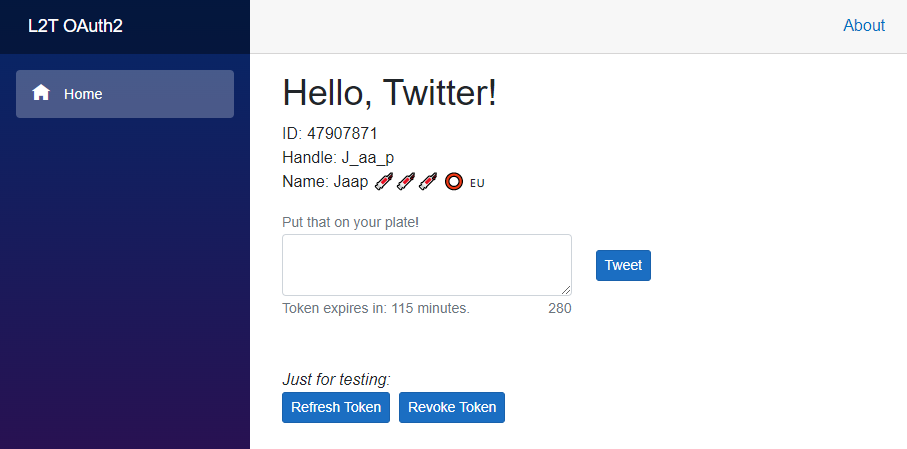 L2T OAuth2
About
Home
Hello, Twitter!
ID: 47907871
Handle: J_aa_p
Name: Jaap 💉💉💉 ⭕ EU
Put that on your plate!
Tweet
Token expires in: 115 minutes. 280
Just for testing:
Refresh Token Revoke Token